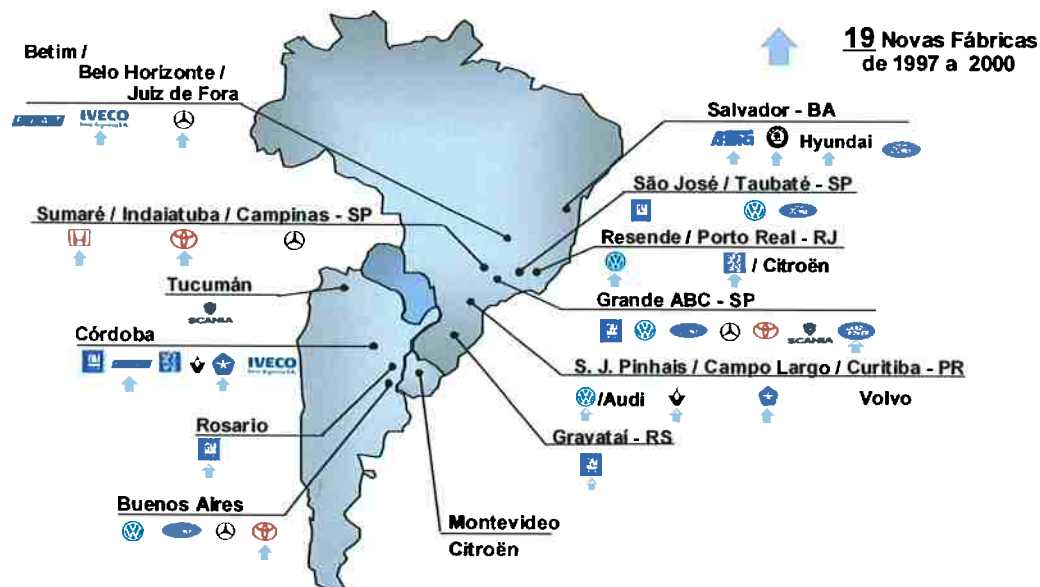 19 Novas Fábricas
de 1997 a 2000
Betim /
Belo Horizonte /
Juiz de Fora
IVECO
Salvador - BA
Hyundai
São José / Taubaté - SP
Sumaré / Indaiatuba / Campinas - SP
Resende / Porto Real - RJ
/ Citroën
Tucumán
SCANIA
Grande ABC - SP
SCANIA
Córdoba
IVECO
S. J. Pinhais / Campo Largo / Curitiba - PR
/Audi
Volvo
Rosario
Gravataí - RS
Buenos Aires
Montevideo
Citroën